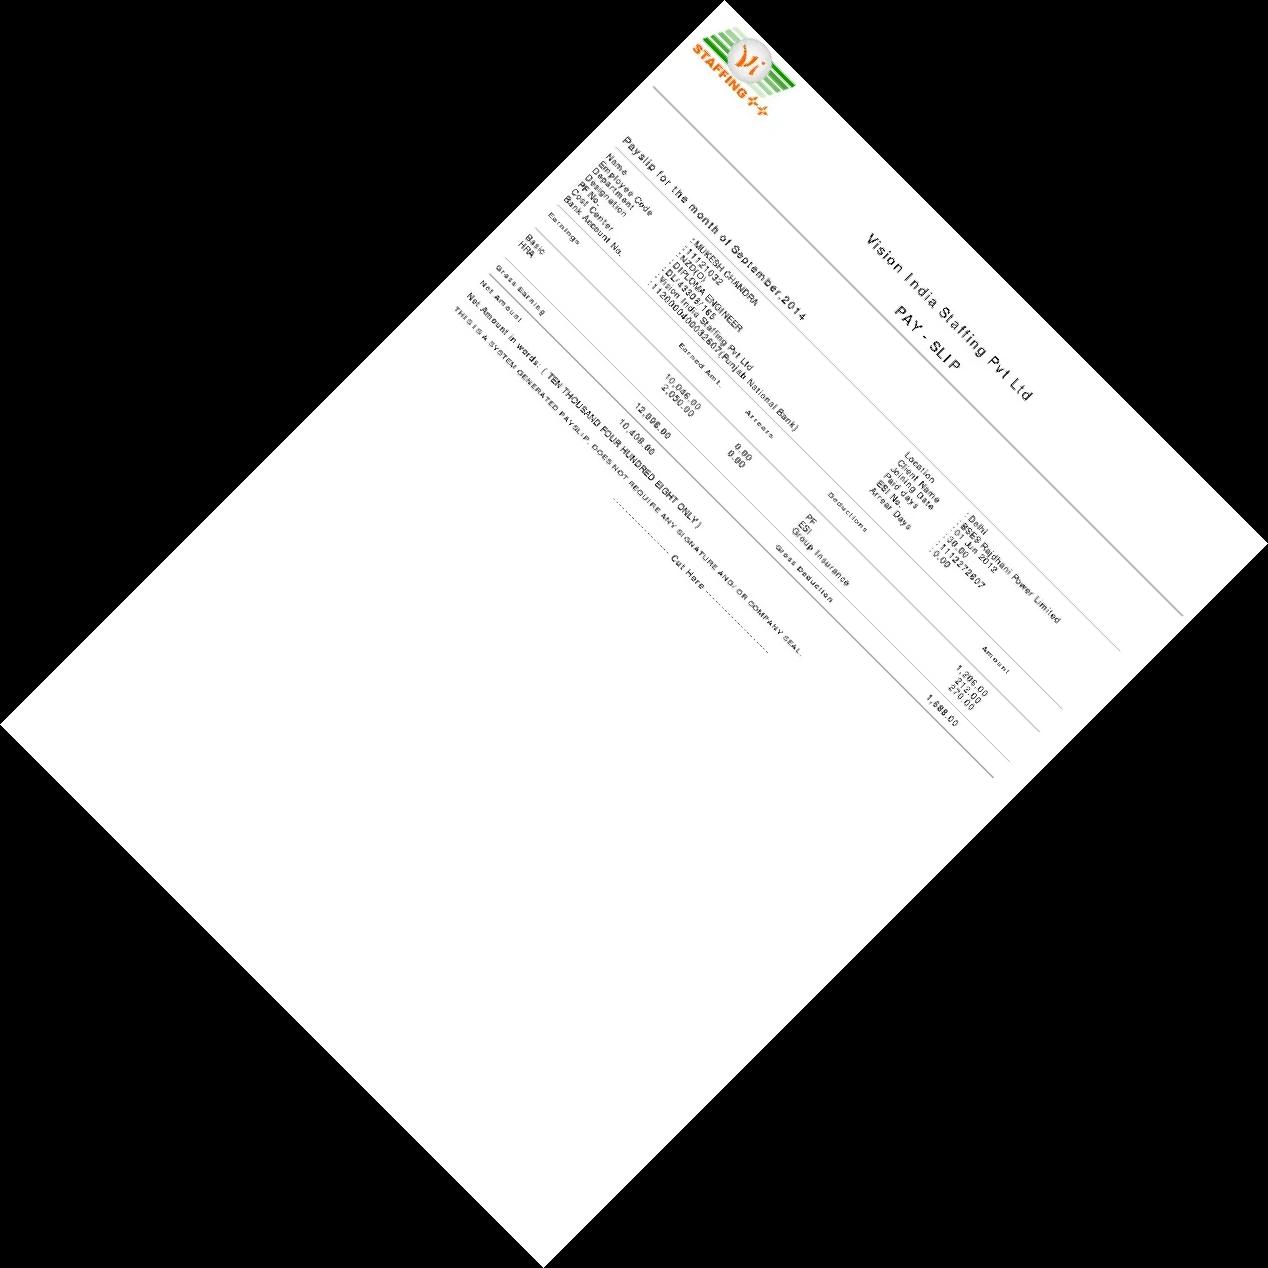 Vi
STAFFING++
Vision India Staffing Pvt Ltd
PAY - SLIP
Payslip for the month of September,2014
Name : MUKESH CHANDRA Location : Delhi
Employee Code : 11121032 Client Name : BSES Rajdhani Power Limited
Department : NZD(O) Joining Date : 01 Jun 2012
Designation : DIPLOMA ENGINEER Paid days : 30.00
PF No. : DL/43303/165 ESI No. : 1112272607
Cost Center : Vision India Staffing Pvt Ltd Arrear Days : 0.00
Bank Account No. : 1120000400032607(Punjab National Bank)
Earnings Earned Amt. Arrears Deductions Amount
Basic 10,046.00 0.00 PF 1,206.00
HRA 2,050.00 0.00 ESI 212.00
Group Insurance 270.00
Gross Earning 12,096.00 Gross Deduction 1,688.00
Net Amount 10,408.00
Net Amount in words: ( TEN THOUSAND FOUR HUNDRED EIGHT ONLY)
THIS IS A SYSTEM GENERATED PAYSLIP, DOES NOT REQUIRE ANY SIGNATURE AND/ OR COMPANY SEAL.
-------------------- Cut Here --------------------